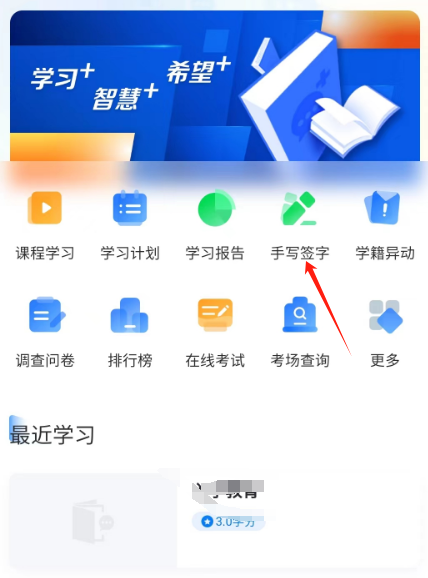 学习+
智慧+
希望+
课程学习
学习计划
学习报告
手写签字
学籍异动
调查问卷
排行榜
在线考试
考场查询
更多
最近学习
教育
3.0学分